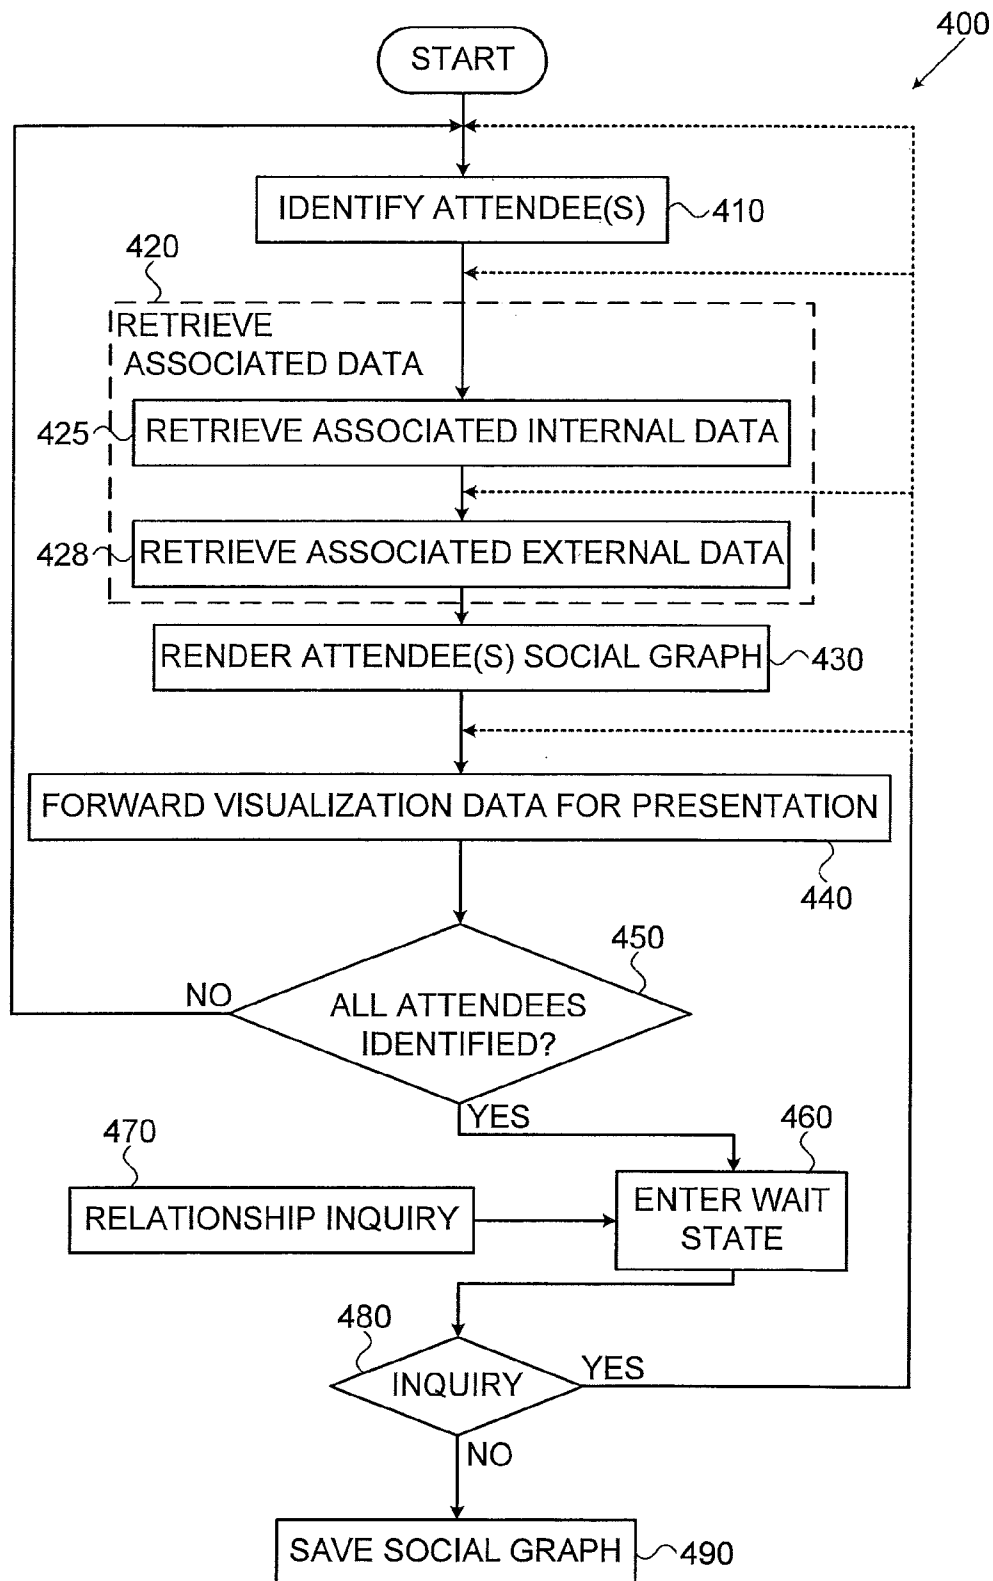 400
START
IDENTIFY ATTENDEE(S)
410
420
RETRIEVE
ASSOCIATED DATA
425
RETRIEVE ASSOCIATED INTERNAL DATA
428
RETRIEVE ASSOCIATED EXTERNAL DATA
RENDER ATTENDEE(S) SOCIAL GRAPH
430
FORWARD VISUALIZATION DATA FOR PRESENTATION
440
450
NO
ALL ATTENDEES
IDENTIFIED?
YES
470
460
RELATIONSHIP INQUIRY
ENTER WAIT
STATE
480
INQUIRY
YES
NO
SAVE SOCIAL GRAPH
490